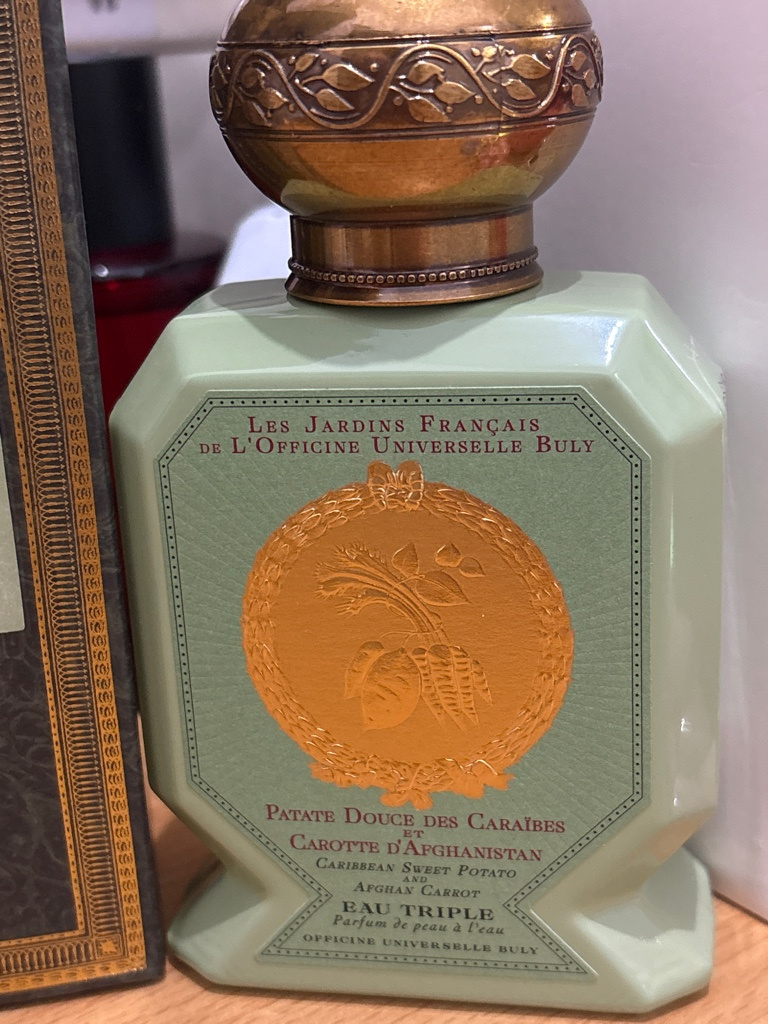 Les Jardins Français
de L'Officine Universelle Buly
Patate Douce des Caraïbes
et
Carotte d'Afghanistan
Caribbean Sweet Potato
and
Afghan Carrot
EAU TRIPLE
Parfum de peau à l'eau
OFFICINE UNIVERSELLE BULY